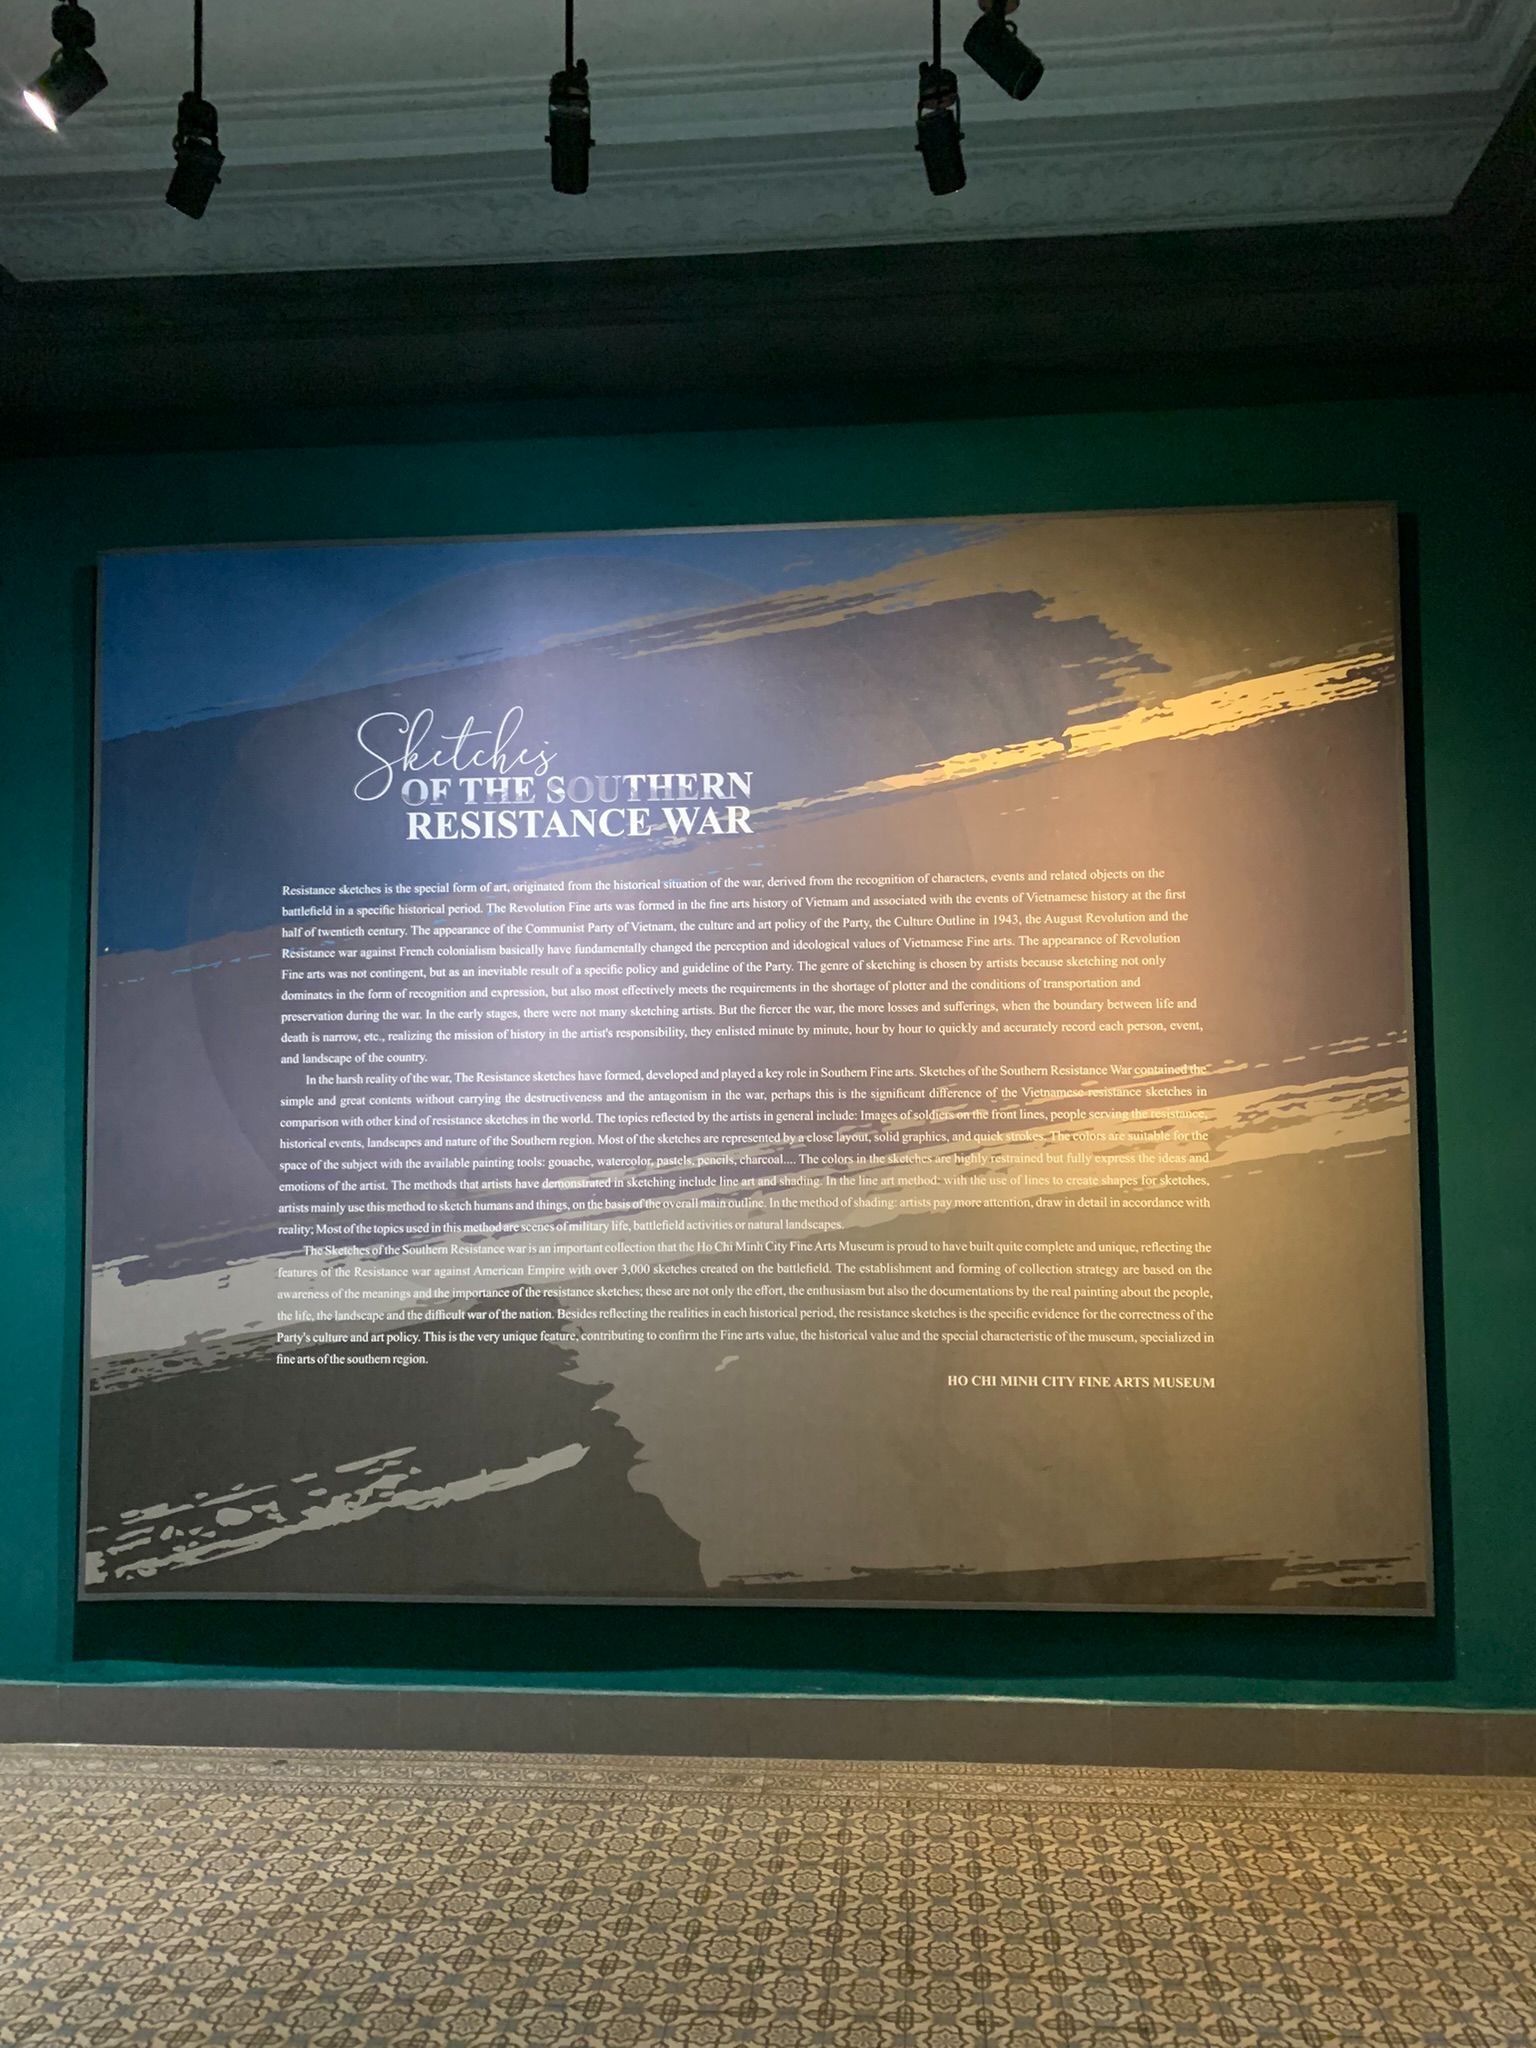 Sketches
OF THE SOUTHERN
RESISTANCE WAR
Resistance sketches is the special form of art, originated from the historical situation of the war, derived from the recognition of characters, events and related objects on the
battlefield in a specific historical period. The Revolution Fine arts was formed in the fine arts history of Vietnam and associated with the events of Vietnamese history at the first
half of twentieth century. The appearance of the Communist Party of Vietnam, the culture and art policy of the Party, the Culture Outline in 1943, the August Revolution and the
Resistance war against French colonialism basically have fundamentally changed the perception and ideological values of Vietnamese Fine arts. The appearance of Revolution
Fine arts was not contingent, but as an inevitable result of a specific policy and guideline of the Party. The genre of sketching is chosen by artists because sketching not only
dominates in the form of recognition and expression, but also most effectively meets the requirements in the shortage of plotter and the conditions of transportation and
preservation during the war. In the early stages, there were not many sketching artists. But the fiercer the war, the more losses and sufferings, when the boundary between life and
death is narrow, etc., realizing the mission of history in the artist's responsibility, they enlisted minute by minute, hour by hour to quickly and accurately record each person, event,
and landscape of the country.
In the harsh reality of the war, The Resistance sketches have formed, developed and played a key role in Southern Fine arts. Sketches of the Southern Resistance War contained the
simple and great contents without carrying the destructiveness and the antagonism in the war, perhaps this is the significant difference of the Vietnamese resistance sketches in
comparison with other kind of resistance sketches in the world. The topics reflected by the artists in general include: Images of soldiers on the front lines, people serving the resistance,
historical events, landscapes and nature of the Southern region. Most of the sketches are represented by a close layout, solid graphics, and quick strokes. The colors are suitable for the
space of the subject with the available painting tools: gouache, watercolor, pastels, pencils, charcoal.... The colors in the sketches are highly restrained but fully express the ideas and
emotions of the artist. The methods that artists have demonstrated in sketching include line art and shading. In the line art method: with the use of lines to create shapes for sketches,
artists mainly use this method to sketch humans and things, on the basis of the overall main outline. In the method of shading: artists pay more attention, draw in detail in accordance with
reality; Most of the topics used in this method are scenes of military life, battlefield activities or natural landscapes.
The Sketches of the Southern Resistance war is an important collection that the Ho Chi Minh City Fine Arts Museum is proud to have built quite complete and unique, reflecting the
features of the Resistance war against American Empire with over 3,000 sketches created on the battlefield. The establishment and forming of collection strategy are based on the
awareness of the meanings and the importance of the resistance sketches; these are not only the effort, the enthusiasm but also the documentations by the real painting about the people,
the life, the landscape and the difficult war of the nation. Besides reflecting the realities in each historical period, the resistance sketches is the specific evidence for the correctness of the
Party's culture and art policy. This is the very unique feature, contributing to confirm the Fine arts value, the historical value and the special characteristic of the museum, specialized in
fine arts of the southern region.
HO CHI MINH CITY FINE ARTS MUSEUM